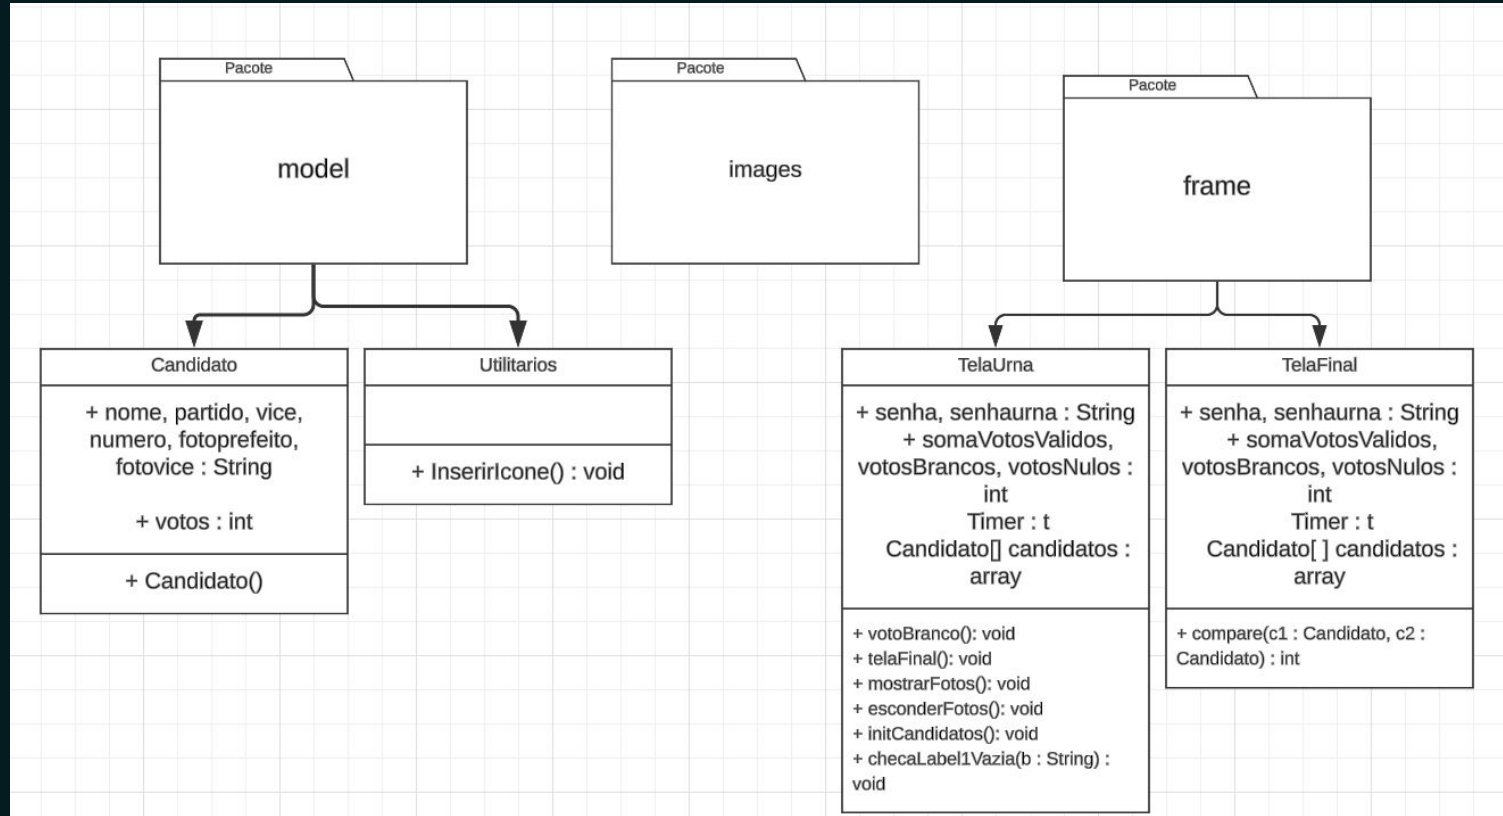 Pacote
model
Pacote
images
Pacote
frame
Candidato
+ nome, partido, vice,
numero, fotoprefeito,
fotovice : String
+ votos : int
+ Candidato()
Utilitarios
+ InserirIcone() : void
TelaUrna
+ senha, senhaurna : String
+ somaVotosValidos,
votosBrancos, votosNulos :
int
Timer : t
Candidato[] candidatos :
array
+ votoBranco(): void
+ telaFinal(): void
+ mostrarFotos(): void
+ esconderFotos(): void
+ initCandidatos(): void
+ checaLabel1Vazia(b : String) :
void
TelaFinal
+ senha, senhaurna : String
+ somaVotosValidos,
votosBrancos, votosNulos :
int
Timer : t
Candidato[ ] candidatos :
array
+ compare(c1 : Candidato, c2 :
Candidato) : int